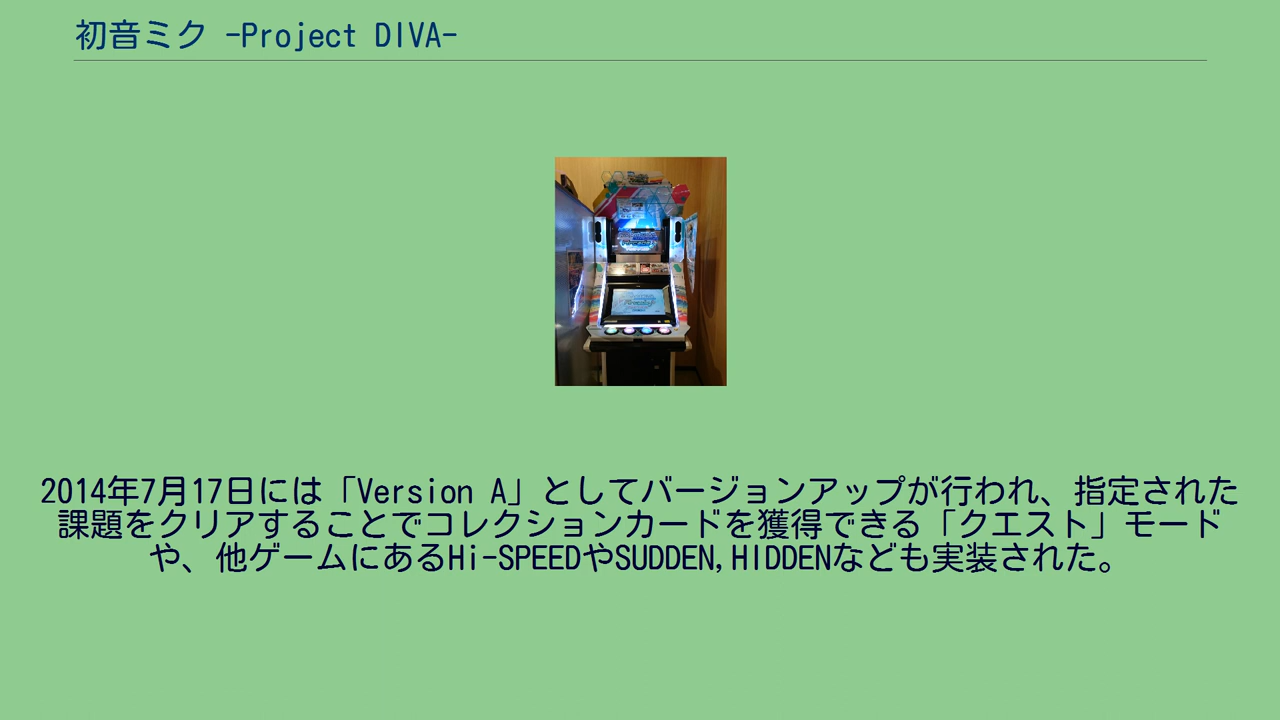 初音ミク -Project DIVA-
2014年7月17日には「Version A」としてバージョンアップが行われ、指定された
課題をクリアすることでコレクションカードを獲得できる「クエスト」モード
や、他ゲームにあるHi-SPEEDやSUDDEN,HIDDENなども実装された。